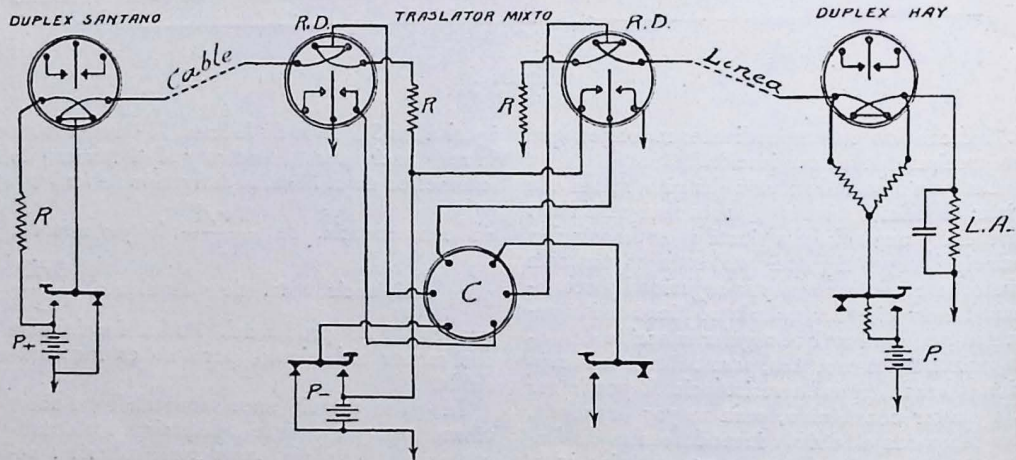 DUPLEX SANTANO
TRASLATOR MIXTO
DUPLEX HAY
R.D.
R.D.
Cable
Linea
R
R
R
L.A.
C
P+
P-
P.